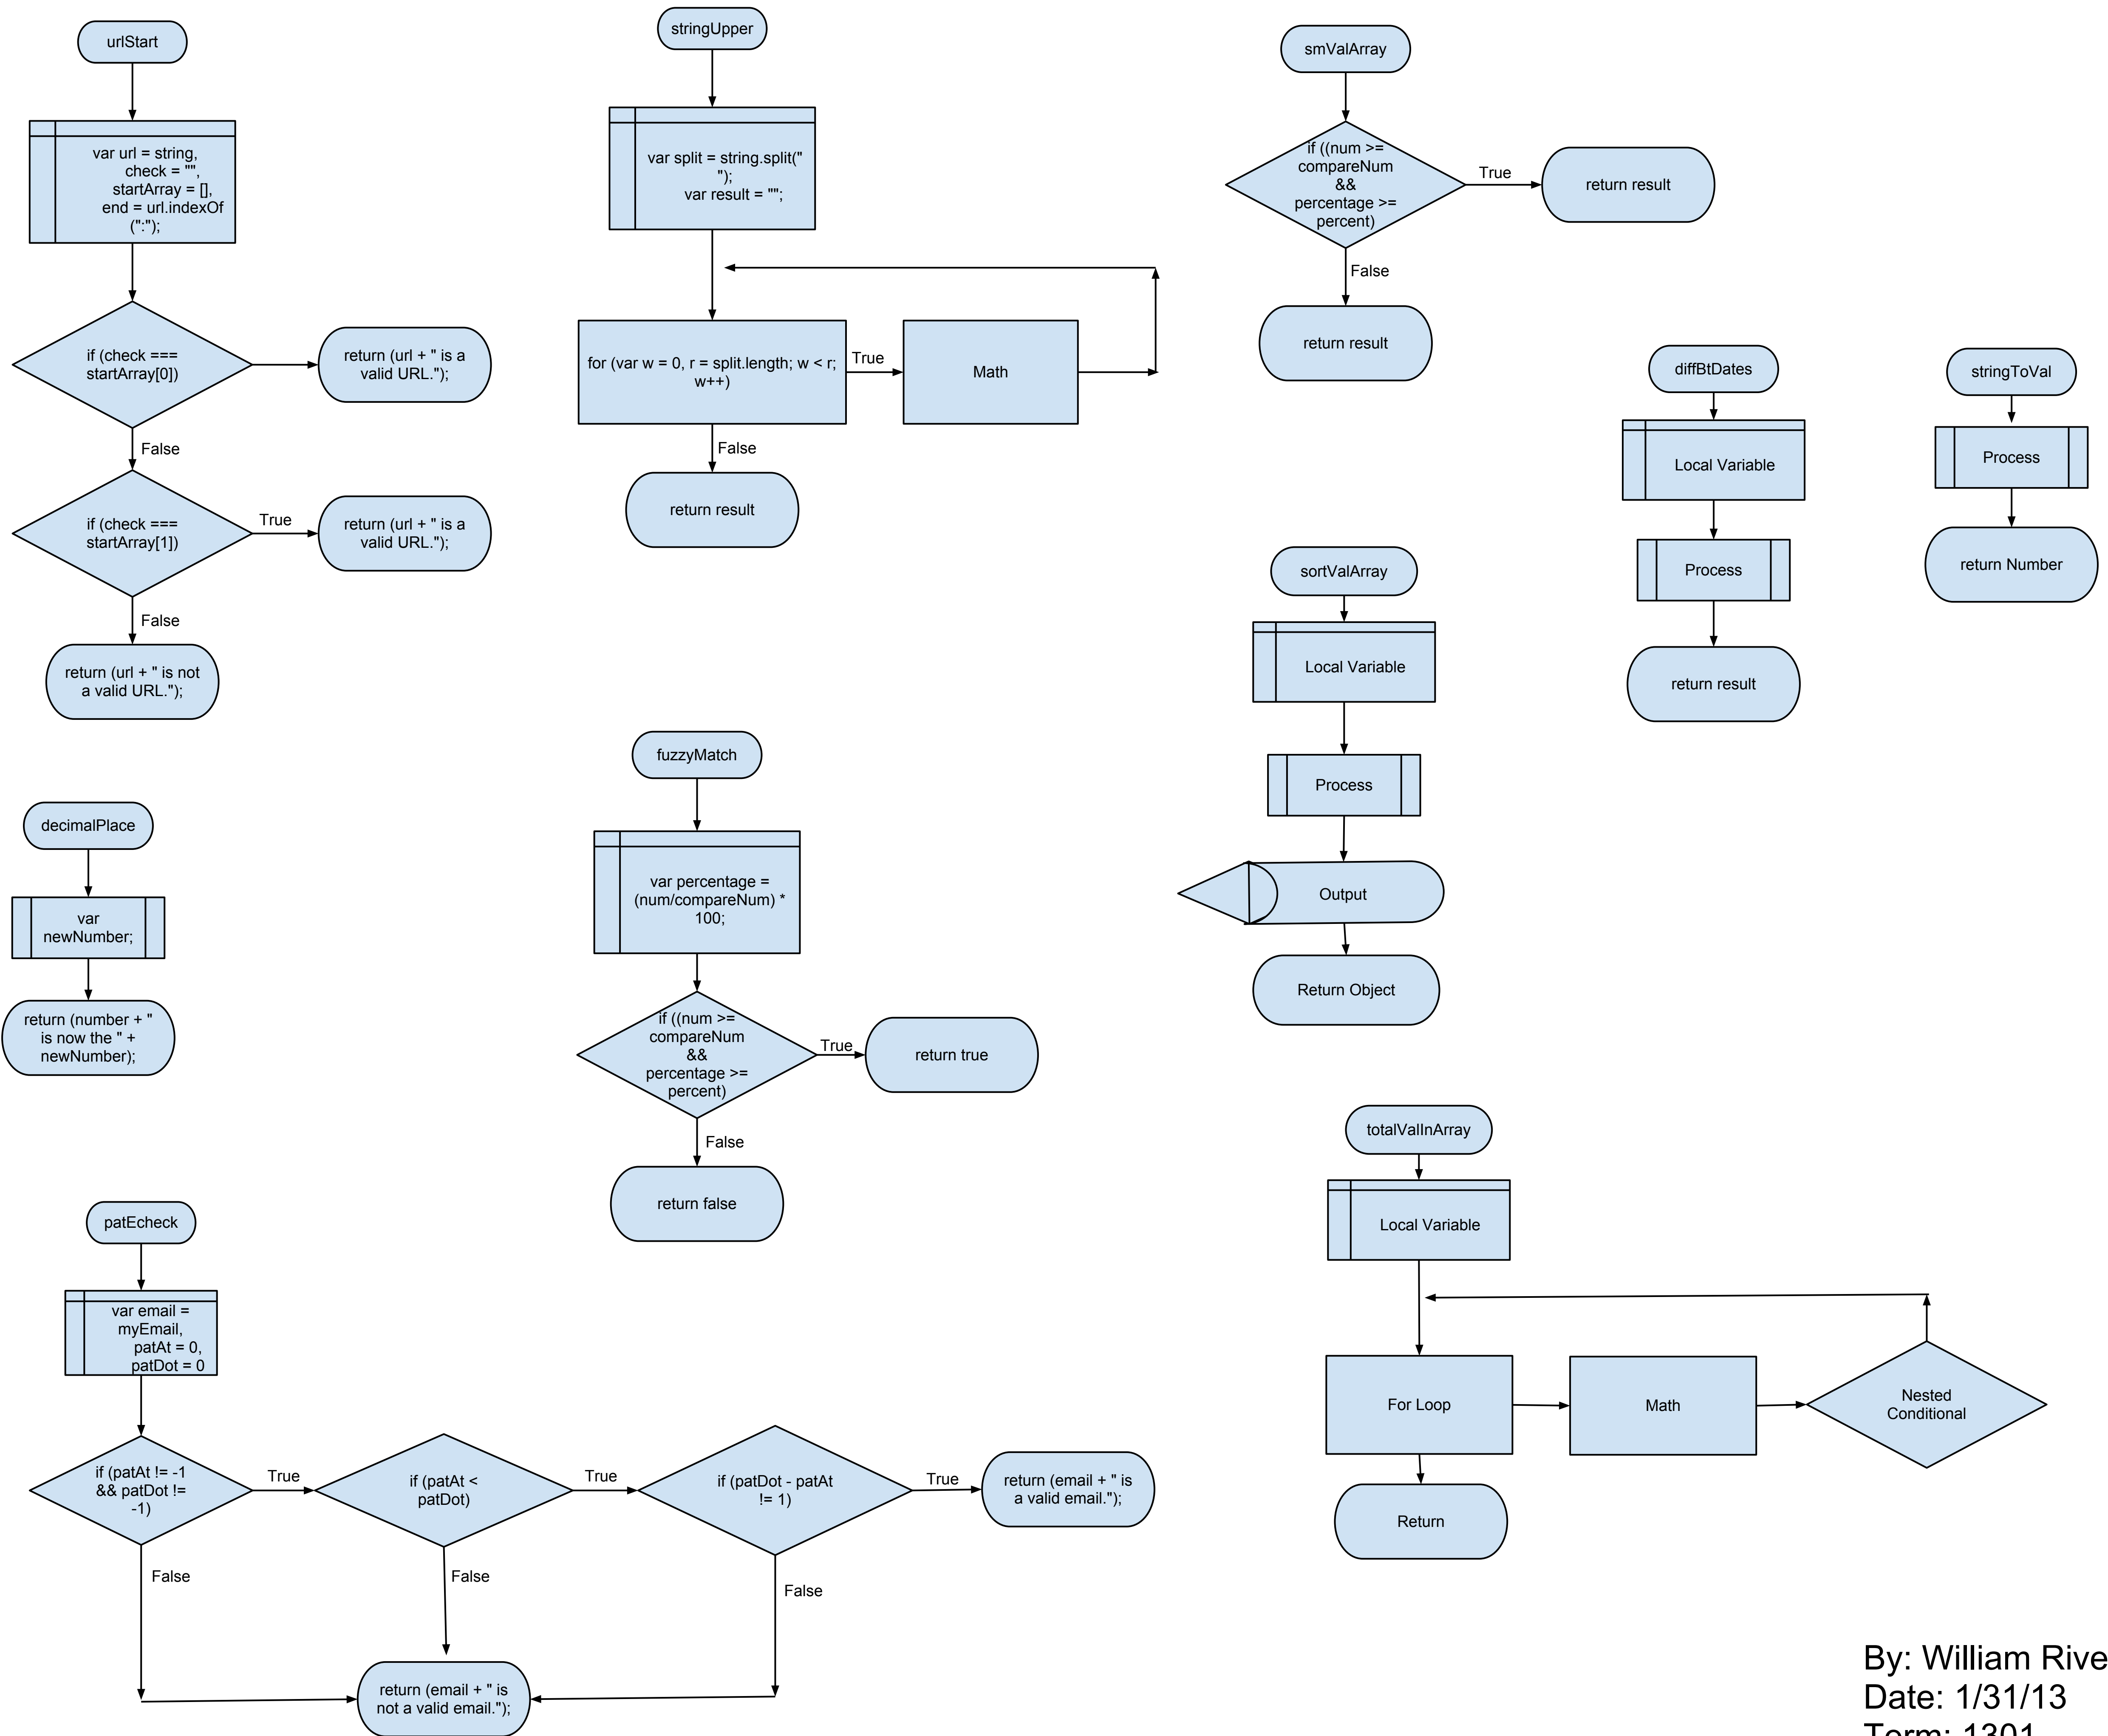 urlStart
var url = string,
check = "",
startArray = [],
end = url.indexOf
(":");
if (check ===
startArray[0])
return (url + " is a
valid URL.");
False
if (check ===
startArray[1])
True
return (url + " is a
valid URL.");
False
return (url + " is not
a valid URL.");
stringUpper
var split = string.split("
");
var result = "";
for (var w = 0, r = split.length; w < r;
w++)
True
Math
False
return result
smValArray
if ((num >=
compareNum
&&
percentage >=
percent)
True
return result
False
return result
diffBtDates
Local Variable
Process
return result
stringToVal
Process
return Number
sortValArray
Local Variable
Process
Output
Return Object
decimalPlace
var
newNumber;
return (number + "
is now the " +
newNumber);
fuzzyMatch
var percentage =
(num/compareNum) *
100;
if ((num >=
compareNum
&&
percentage >=
percent)
True
return true
False
return false
totalValInArray
Local Variable
For Loop
Math
Nested
Conditional
Return
patEcheck
var email =
myEmail,
patAt = 0,
patDot = 0
if (patAt != -1
&& patDot !=
-1)
True
if (patAt <
patDot)
True
if (patDot - patAt
!= 1)
True
return (email + " is
a valid email.");
False
False
False
return (email + " is
not a valid email.");
By: William Rive
Date: 1/31/13
Term: 1301